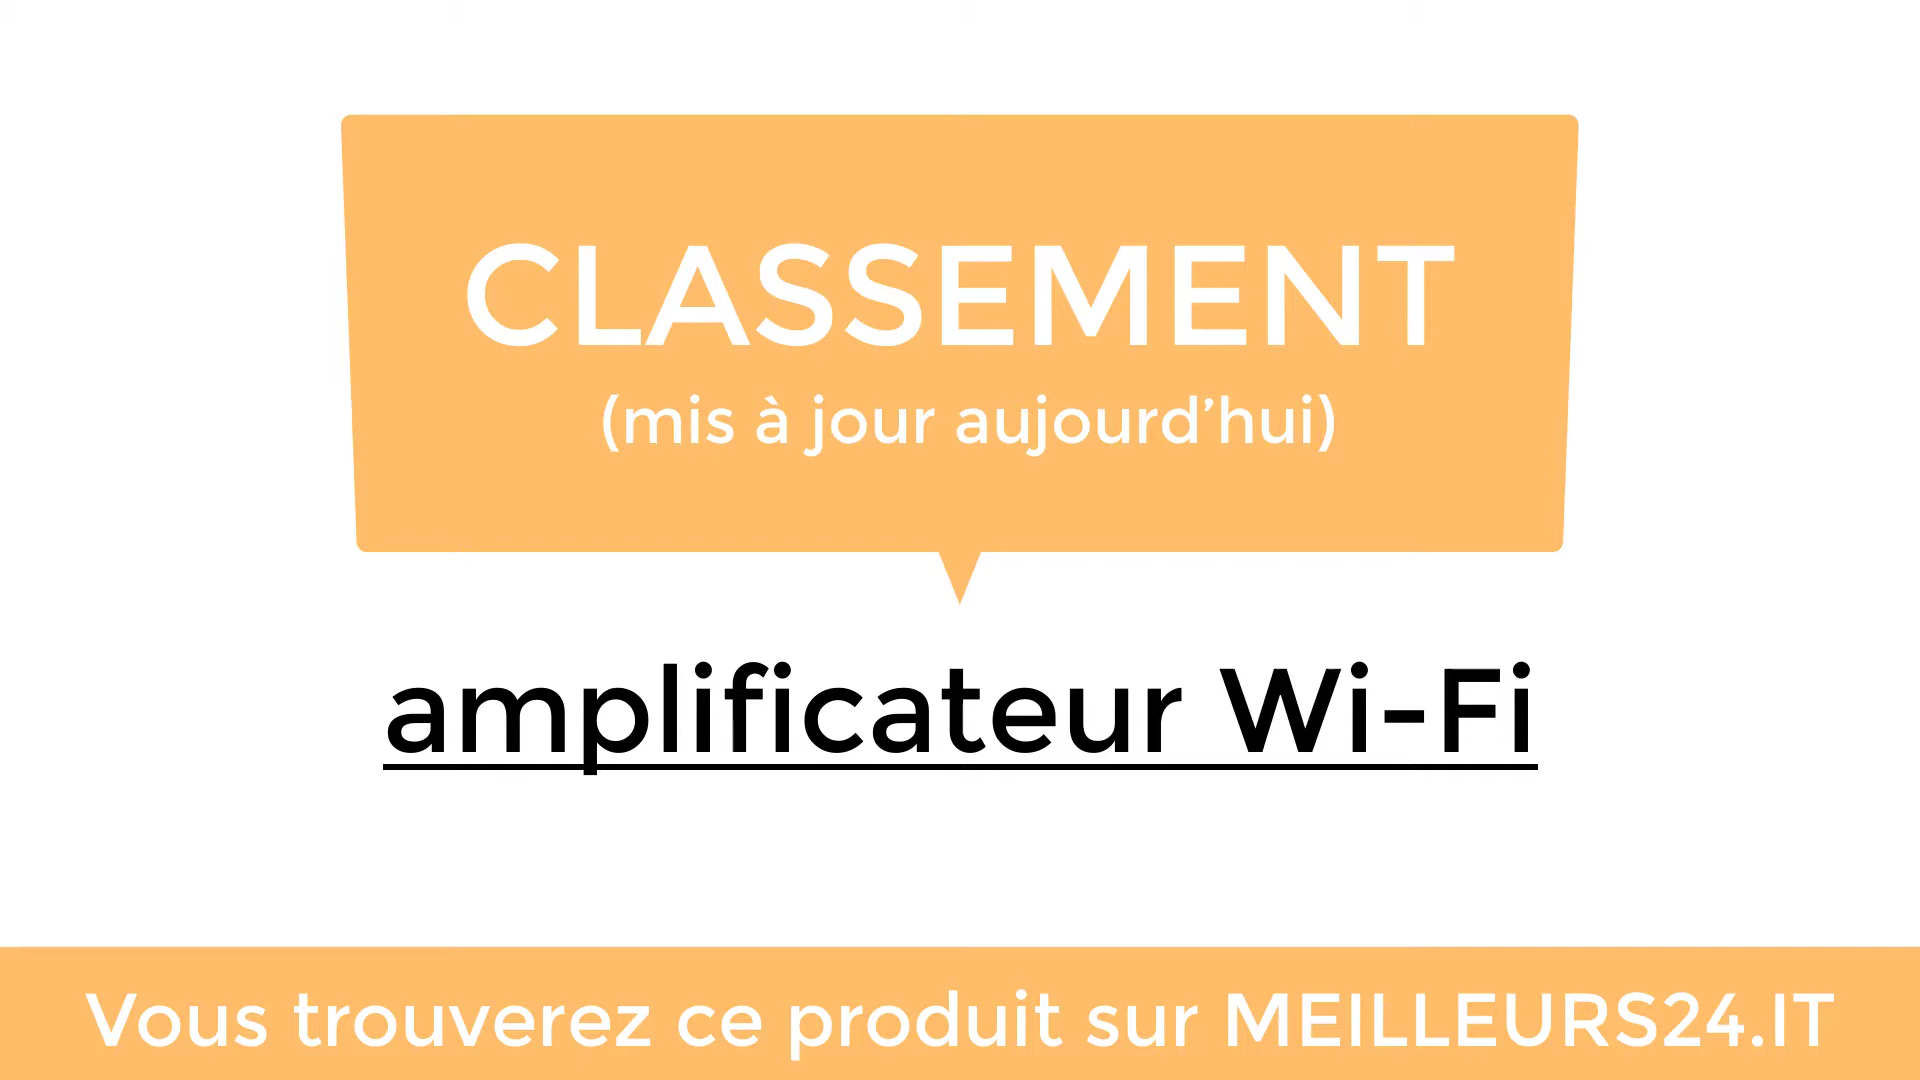 CLASSEMENT
(mis à jour aujourd’hui)
amplificateur Wi-Fi
Vous trouverez ce produit sur MEILLEURS24.IT